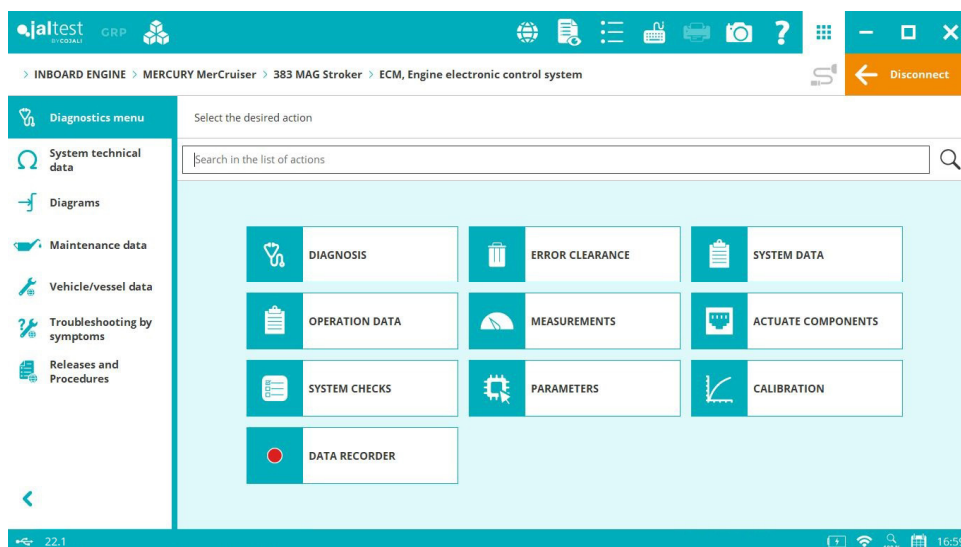 jaltest GRP
BY COJALI
?
> INBOARD ENGINE > MERCURY MerCruiser > 383 MAG Stroker > ECM, Engine electronic control system
Disconnect
Diagnostics menu
System technical
data
Diagrams
Maintenance data
Vehicle/vessel data
Troubleshooting by
symptoms
Releases and
Procedures
Select the desired action
Search in the list of actions
DIAGNOSIS
ERROR CLEARANCE
SYSTEM DATA
OPERATION DATA
MEASUREMENTS
ACTUATE COMPONENTS
SYSTEM CHECKS
PARAMETERS
CALIBRATION
DATA RECORDER
22.1
16:59